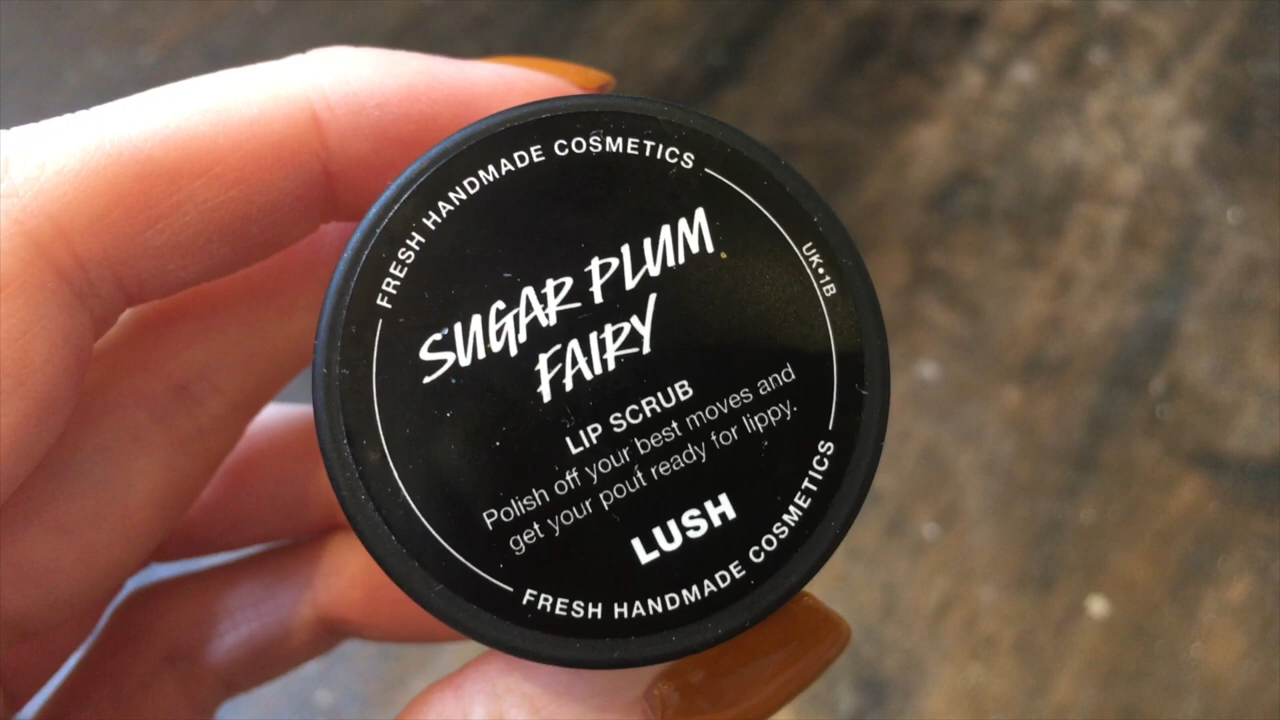 FRESH HANDMADE COSMETICS
UK•1B
SUGAR PLUM
FAIRY
LIP SCRUB
Polish off your best moves and
get your pout ready for lippy.
LUSH
FRESH HANDMADE COSMETICS